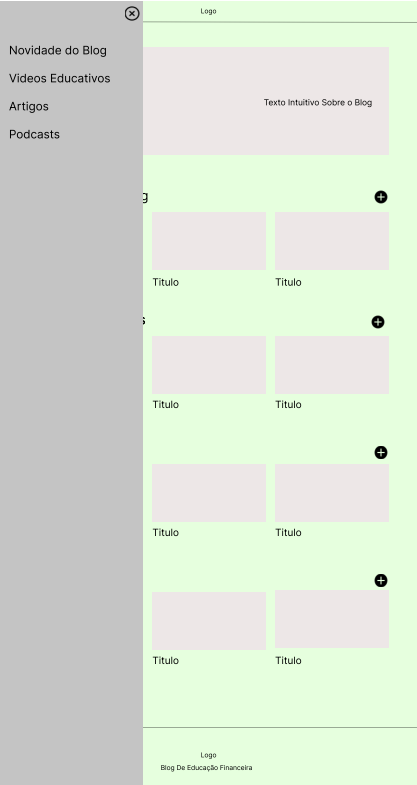 Logo
Novidade do Blog
Videos Educativos
Artigos
Podcasts
Texto Intuitivo Sobre o Blog
g
Titulo
Titulo
s
Titulo
Titulo
Titulo
Titulo
Titulo
Titulo
Logo
Blog De Educação Financeira